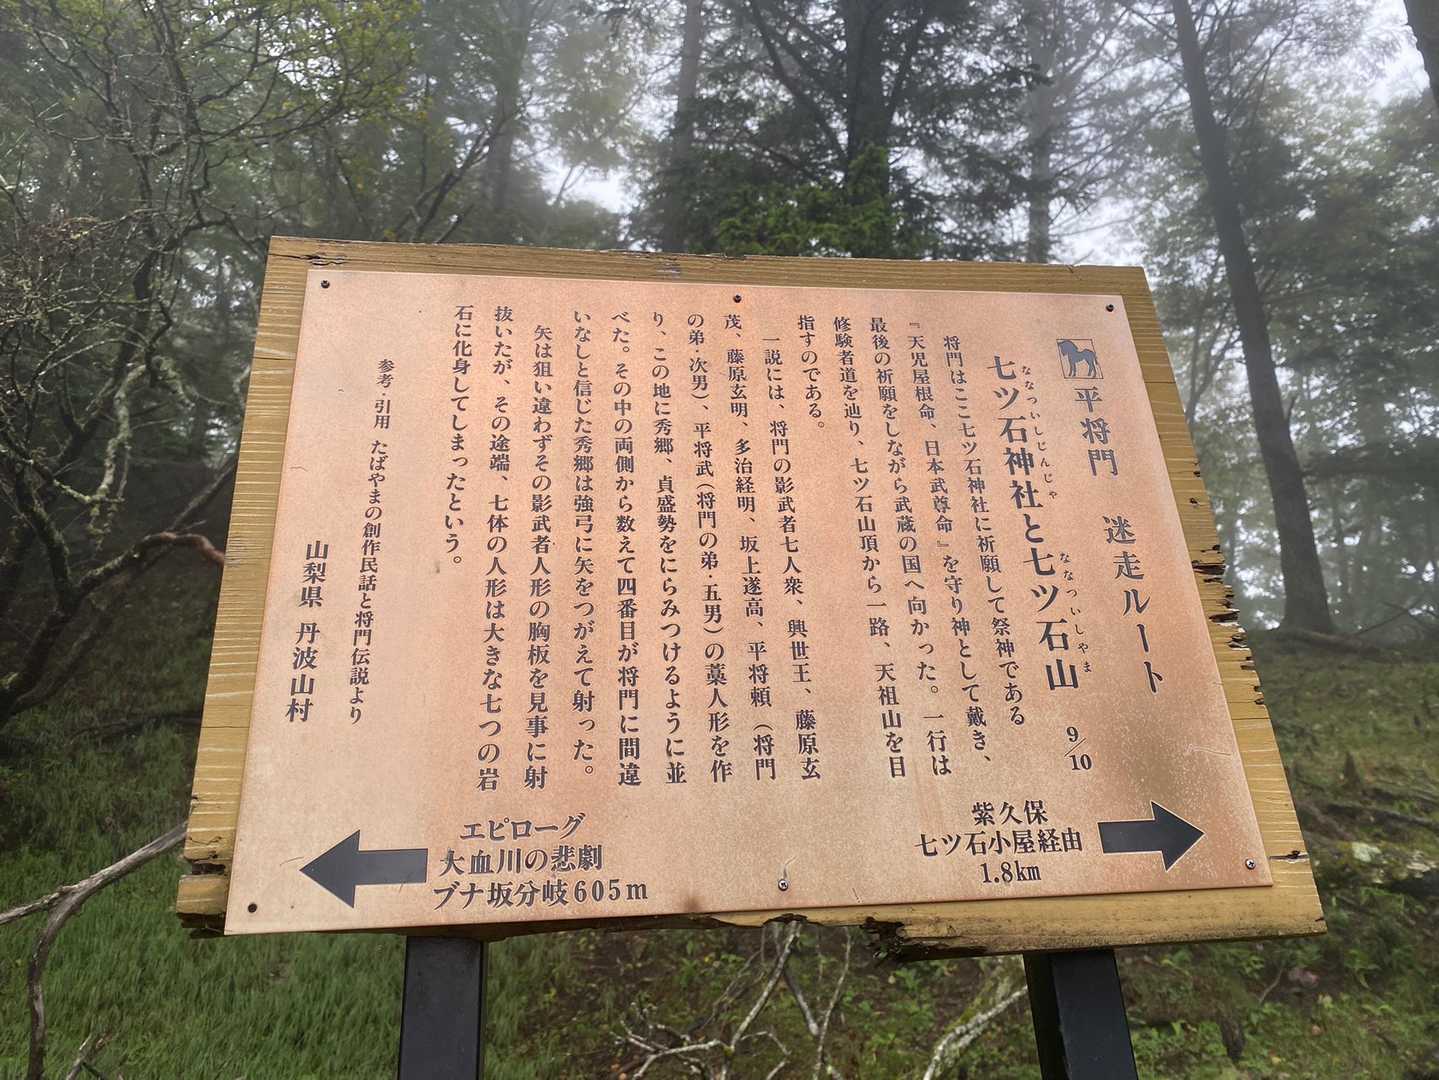 平将門 迷走ルート
ななついしじんじゃ ななついしやま
七ツ石神社と七ツ石山 9/10
将門はここ七ツ石神社に祈願して祭神である
『天児屋根命、日本武尊命』を守り神として戴き、
最後の祈願をしながら武蔵の国へ向かった。一行は
修験者道を辿り、七ツ石山頂から一路、天祖山を目
指すのである。
一説には、将門の影武者七人衆、興世王、藤原玄
茂、藤原玄明、多治経明、坂上遂高、平将頼（将門
の弟・次男）、平将武（将門の弟・五男）の藁人形を作
り、この地に秀郷、貞盛勢をにらみつけるように並
べた。その中の両側から数えて四番目が将門に間違
いなしと信じた秀郷は強弓に矢をつがえて射った。
矢は狙い違わずその影武者人形の胸板を見事に射
抜いたが、その途端、七体の人形は大きな七つの岩
石に化身してしまったという。
参考・引用 たばやまの創作民話と将門伝説より
山梨県 丹波山村
紫久保
七ツ石小屋経由
1.8km
エピローグ
大血川の悲劇
ブナ坂分岐605m